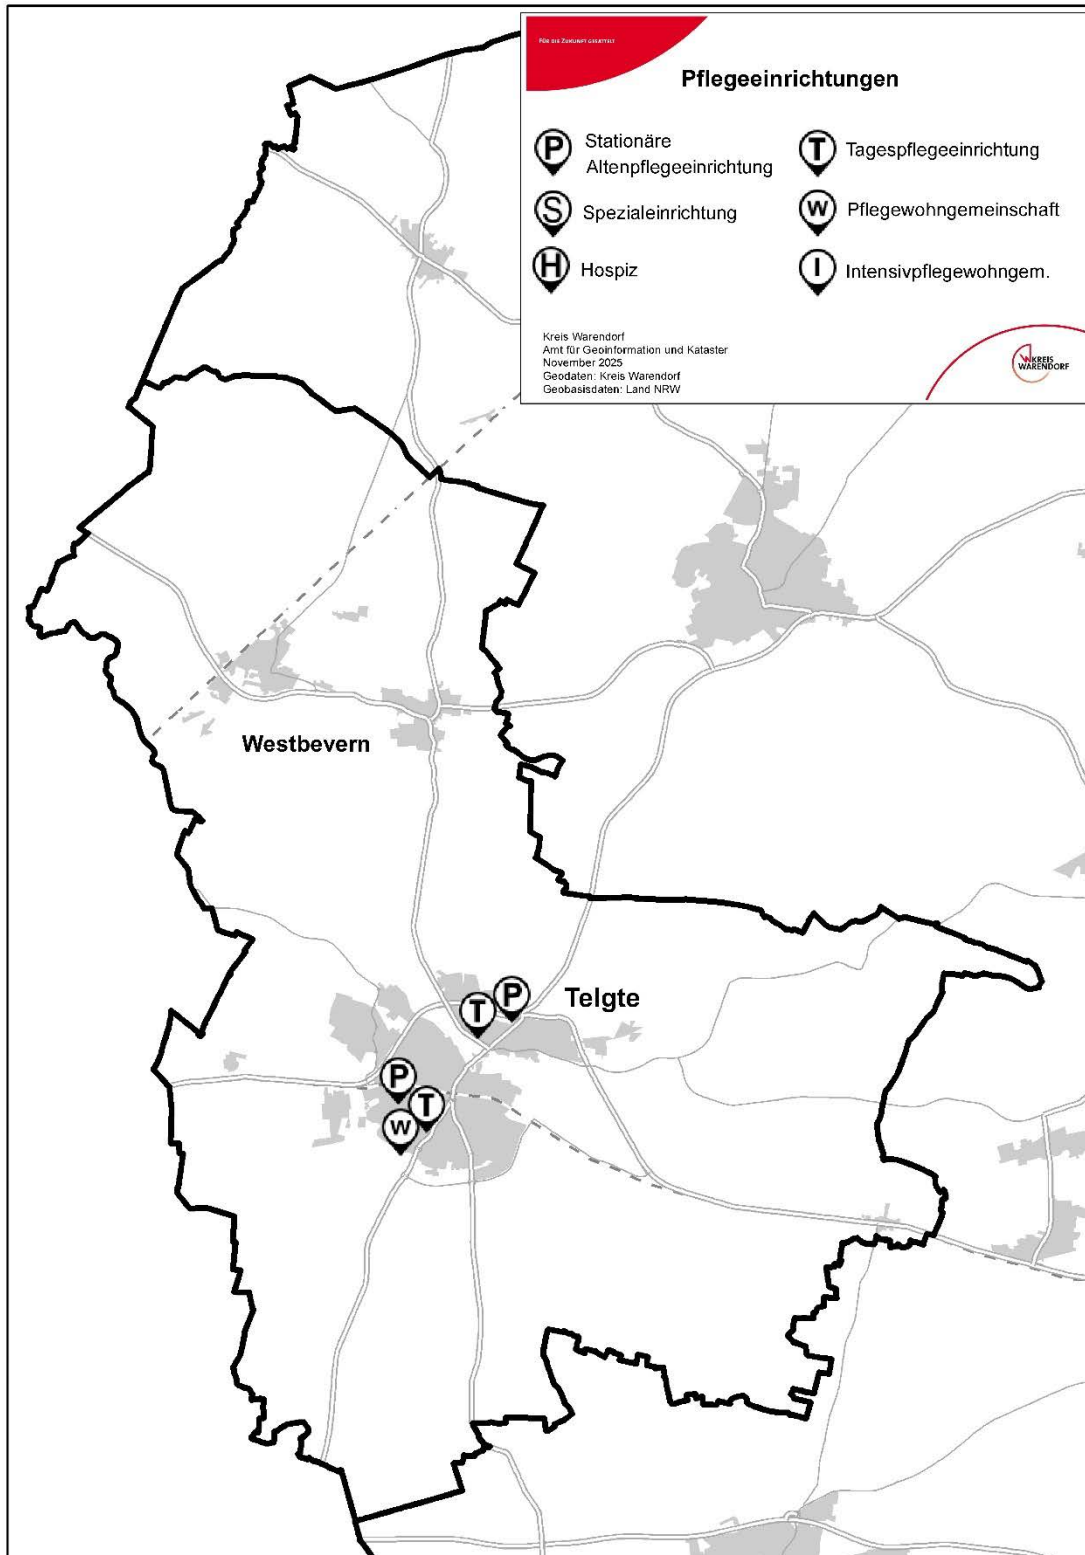 FÜR DIE ZUKUNFT GESATTELT
Pflegeeinrichtungen
P Stationäre
Altenpflegeeinrichtung
T Tagespflegeeinrichtung
S Spezialeinrichtung
W Pflegewohngemeinschaft
H Hospiz
I Intensivpflegewohngem.
Kreis Warendorf
Amt für Geoinformation und Kataster
November 2025
Geodaten: Kreis Warendorf
Geobasisdaten: Land NRW
KREIS
WARENDORF
Westbevern
Telgte
P
T
P
T
W